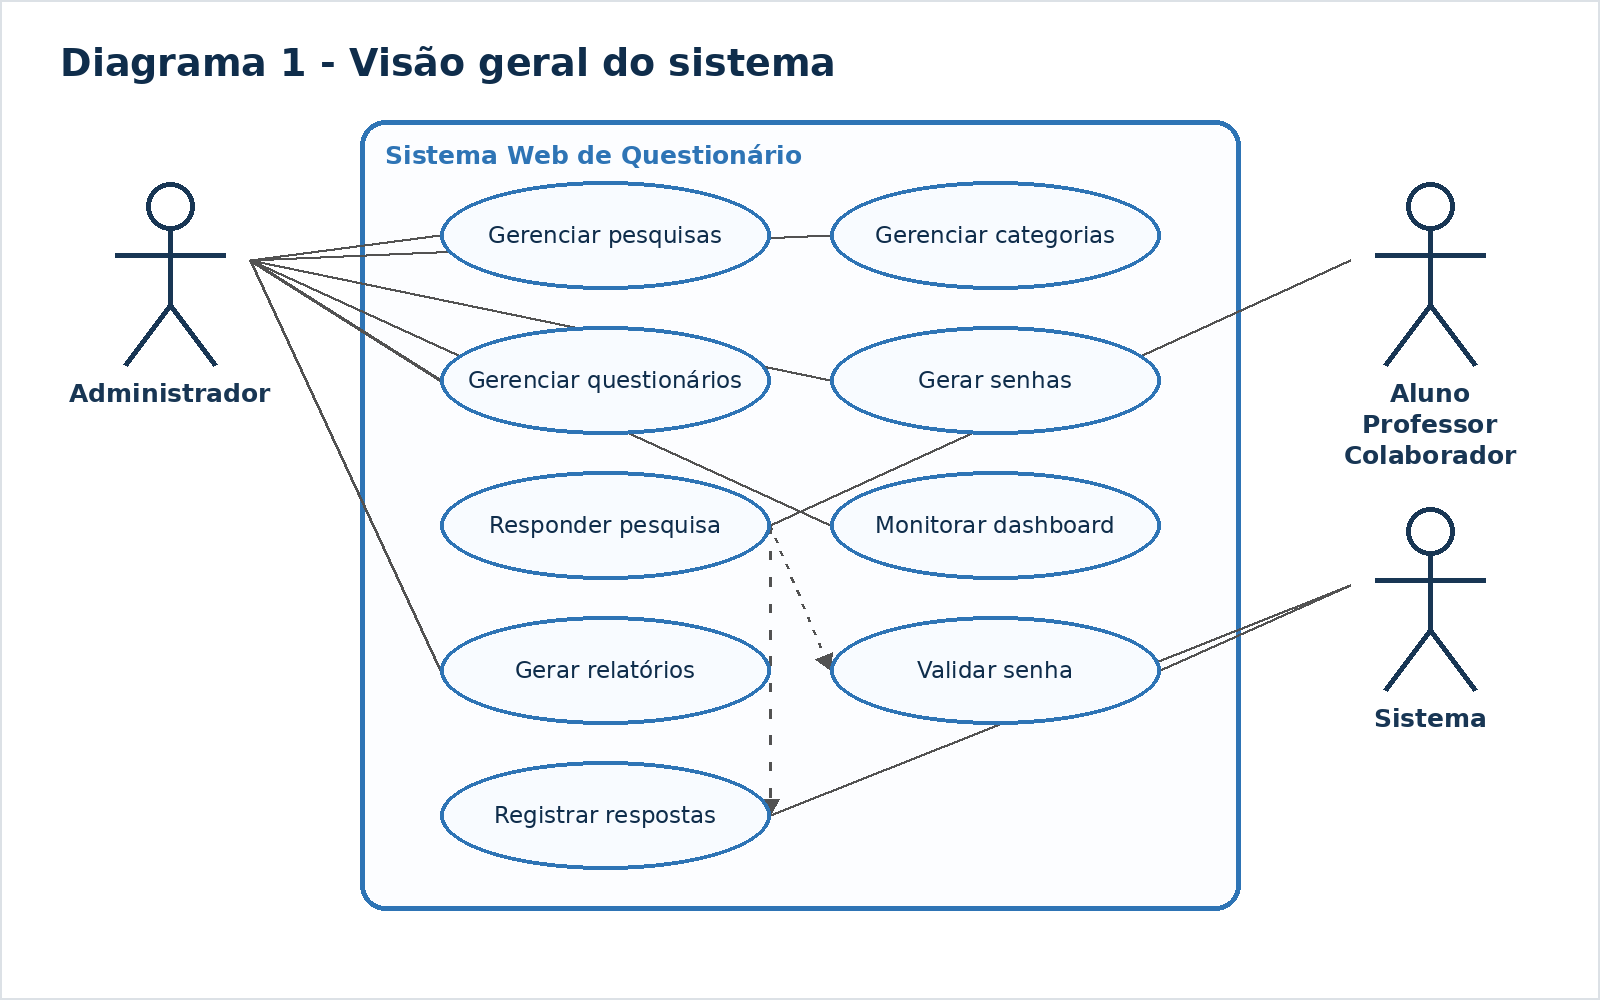 Diagrama 1 - Visão geral do sistema
Sistema Web de Questionário
Gerenciar pesquisas
Gerenciar categorias
Gerenciar questionários
Gerar senhas
Administrador
Aluno
Professor
Colaborador
Responder pesquisa
Monitorar dashboard
Gerar relatórios
Validar senha
Sistema
Registrar respostas